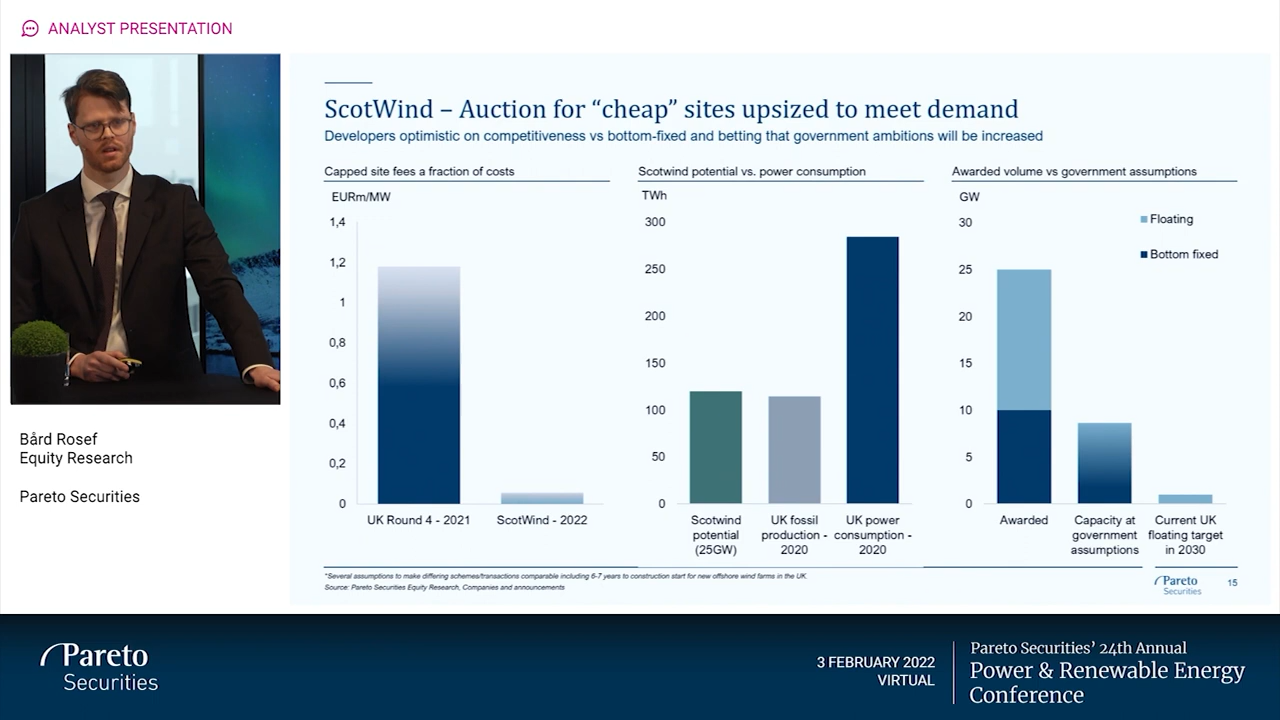 ANALYST PRESENTATION
Bård Rosef
Equity Research
Pareto Securities
ScotWind – Auction for “cheap” sites upsized to meet demand
Developers optimistic on competitiveness vs bottom-fixed and betting that government ambitions will be increased
Capped site fees a fraction of costs
EURm/MW
1,4
1,2
1
0,8
0,6
0,4
0,2
0
UK Round 4 - 2021
ScotWind - 2022
Scotwind potential vs. power consumption
TWh
300
250
200
150
100
50
0
Scotwind
potential
(25GW)
UK fossil
production -
2020
UK power
consumption -
2020
Awarded volume vs government assumptions
GW
30
25
20
15
10
5
0
Floating
Bottom fixed
Awarded
Capacity at
government
assumptions
Current UK
floating target
in 2030
*Several assumptions to make differing schemes/transactions comparable including 6-7 years to construction start for new offshore wind farms in the UK
Source: Pareto Securities Equity Research, Companies and announcements
Pareto
Securities
15
Pareto
Securities
3 FEBRUARY 2022
VIRTUAL
Pareto Securities’ 24th Annual
Power & Renewable Energy
Conference